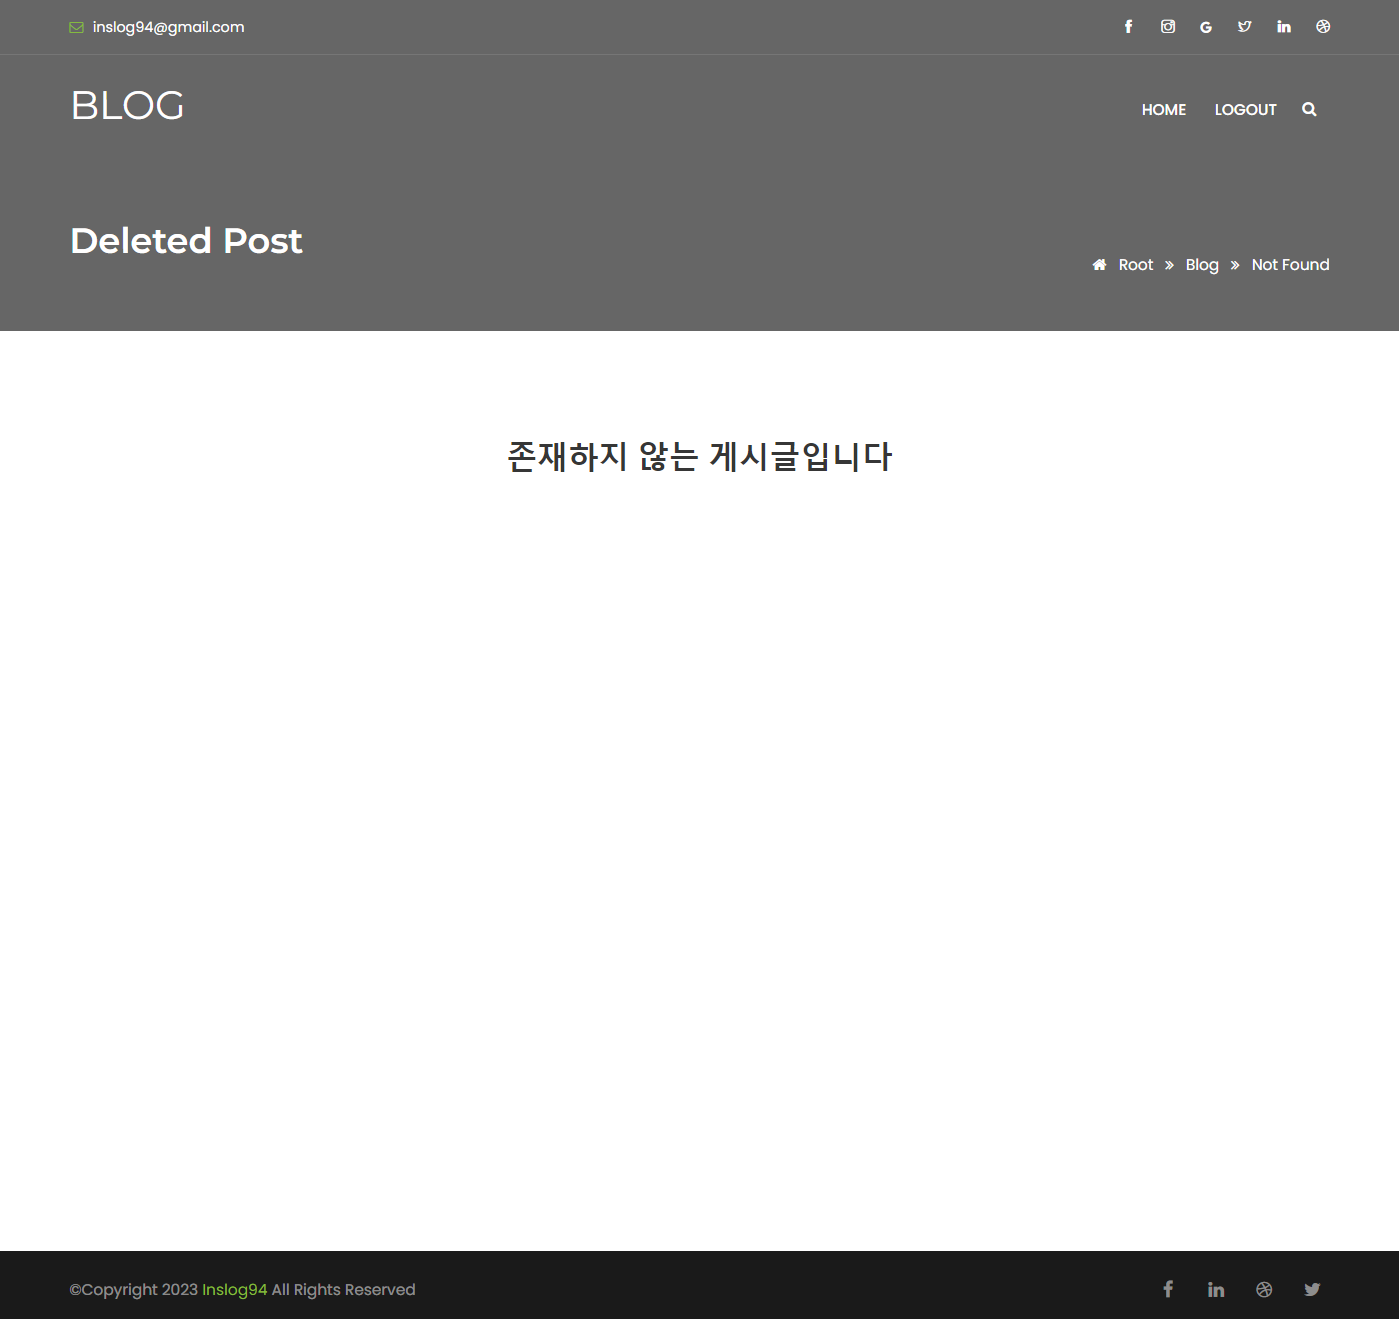 inslog94@gmail.com
BLOG
HOME LOGOUT
Deleted Post
Root » Blog » Not Found
존재하지 않는 게시글입니다
©Copyright 2023 Inslog94 All Rights Reserved